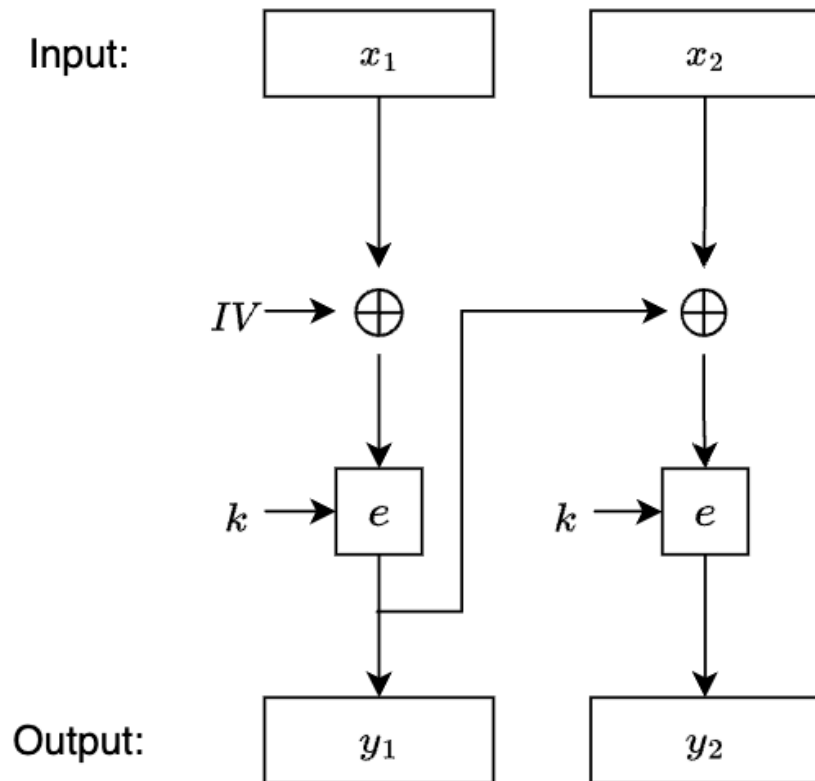 Input: x₁ x₂
IV ⊕ ⊕
k e k e
Output: y₁ y₂